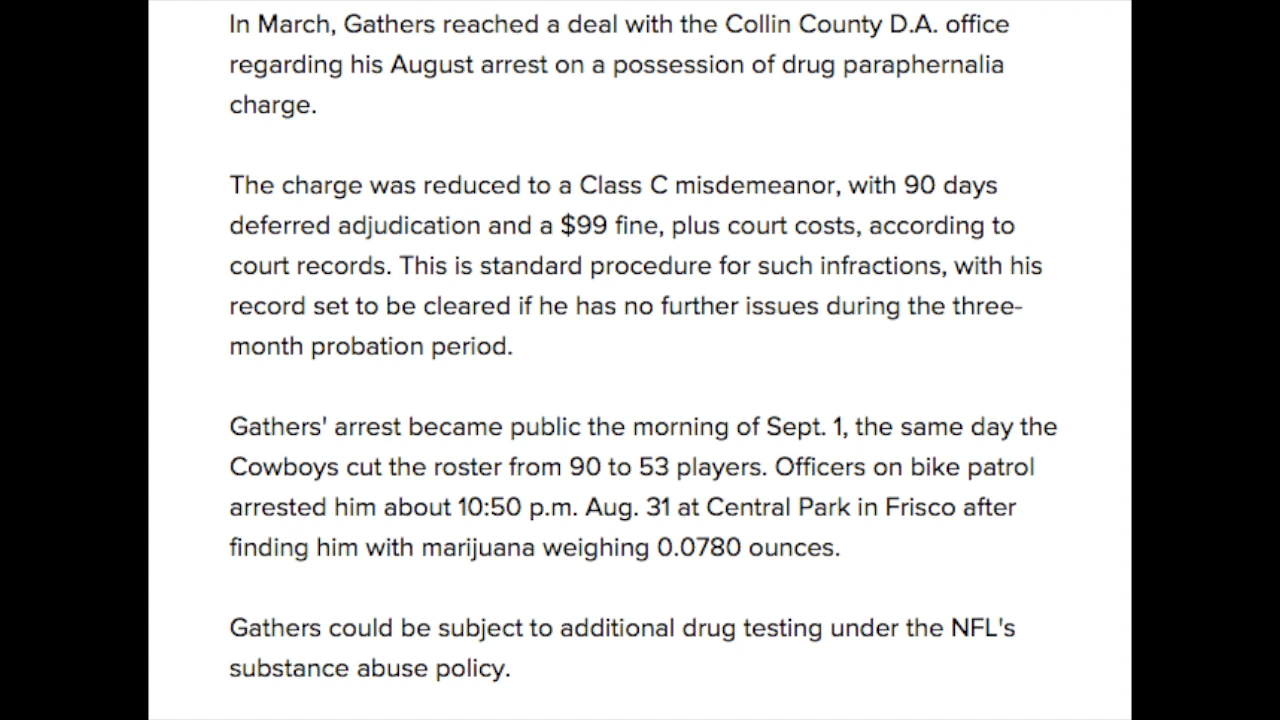 In March, Gathers reached a deal with the Collin County D.A. office
regarding his August arrest on a possession of drug paraphernalia
charge.
The charge was reduced to a Class C misdemeanor, with 90 days
deferred adjudication and a $99 fine, plus court costs, according to
court records. This is standard procedure for such infractions, with his
record set to be cleared if he has no further issues during the three-
month probation period.
Gathers' arrest became public the morning of Sept. 1, the same day the
Cowboys cut the roster from 90 to 53 players. Officers on bike patrol
arrested him about 10:50 p.m. Aug. 31 at Central Park in Frisco after
finding him with marijuana weighing 0.0780 ounces.
Gathers could be subject to additional drug testing under the NFL's
substance abuse policy.